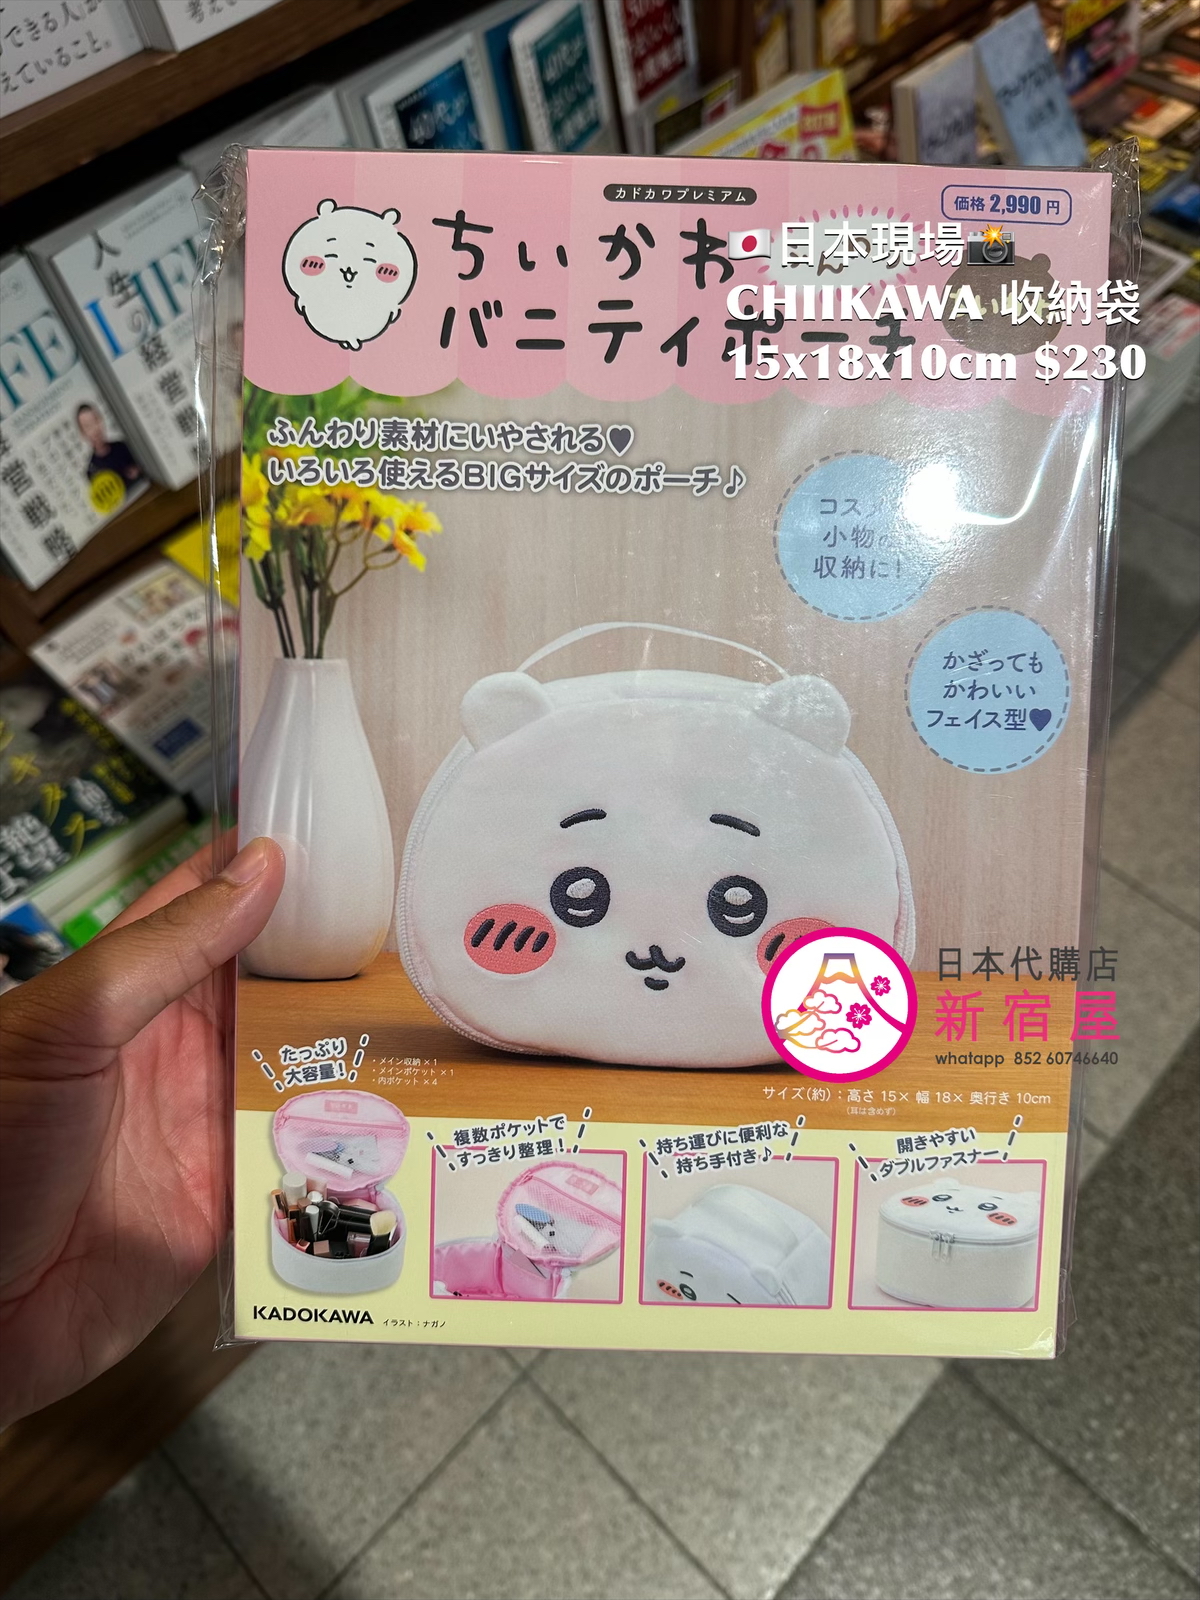 カドカワプレミアム
価格 2,990 円
ちいかわ
バニティポーチ
🇯🇵日本現場📸
CHIIKAWA 收納袋
15x18x10cm $230
ふんわり素材にいやされる♥
いろいろ使えるBIGサイズのポーチ♪
小物
収納に!
かざっても
かわいい
フェイス型♥
日本代購店
新宿屋
whatapp 852 60746640
サイズ(約):高さ 15× 幅 18× 奥行き 10cm
(耳は含めず)
たっぷり
大容量!
・メイン収納 × 1
・メインポケット × 1
・内ポケット × 4
複数ポケットで
すっきり整理!
持ち運びに便利な
持ち手付き♪
開きやすい
ダブルファスナー
KADOKAWA
イラスト:ナガノ
人生の経営戦略